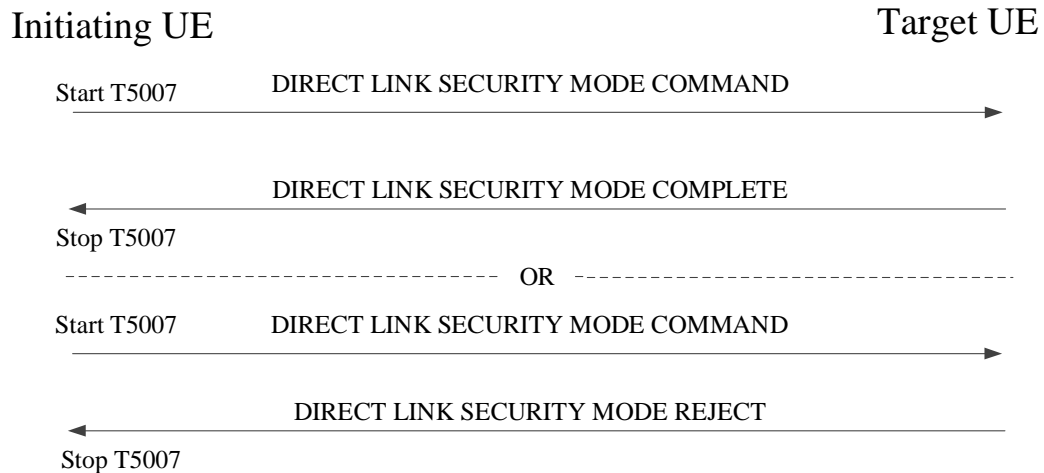 Initiating UE
Target UE
Start T5007
DIRECT LINK SECURITY MODE COMMAND
DIRECT LINK SECURITY MODE COMPLETE
Stop T5007
OR
Start T5007
DIRECT LINK SECURITY MODE COMMAND
DIRECT LINK SECURITY MODE REJECT
Stop T5007